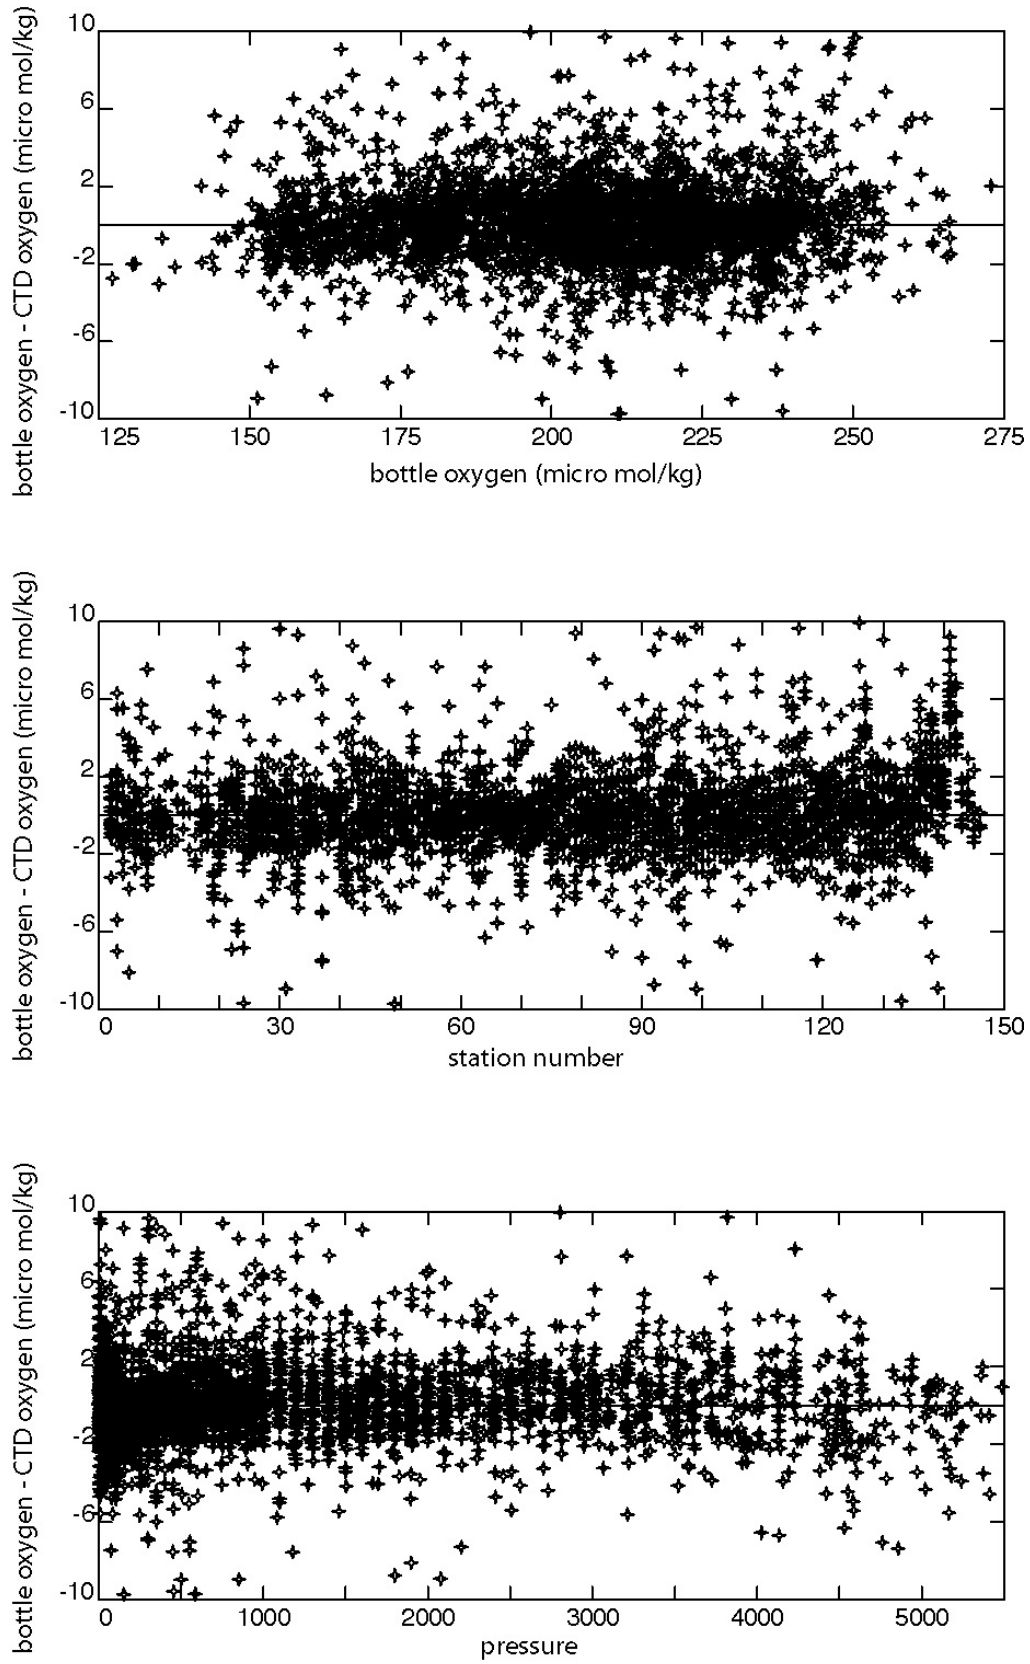 bottle oxygen - CTD oxygen (micro mol/kg)
10
6
2
-2
-6
-10
125 150 175 200 225 250 275
bottle oxygen (micro mol/kg)
bottle oxygen - CTD oxygen (micro mol/kg)
10
6
2
-2
-6
-10
0 30 60 90 120 150
station number
bottle oxygen - CTD oxygen (micro mol/kg)
10
6
2
-2
-6
-10
0 1000 2000 3000 4000 5000
pressure